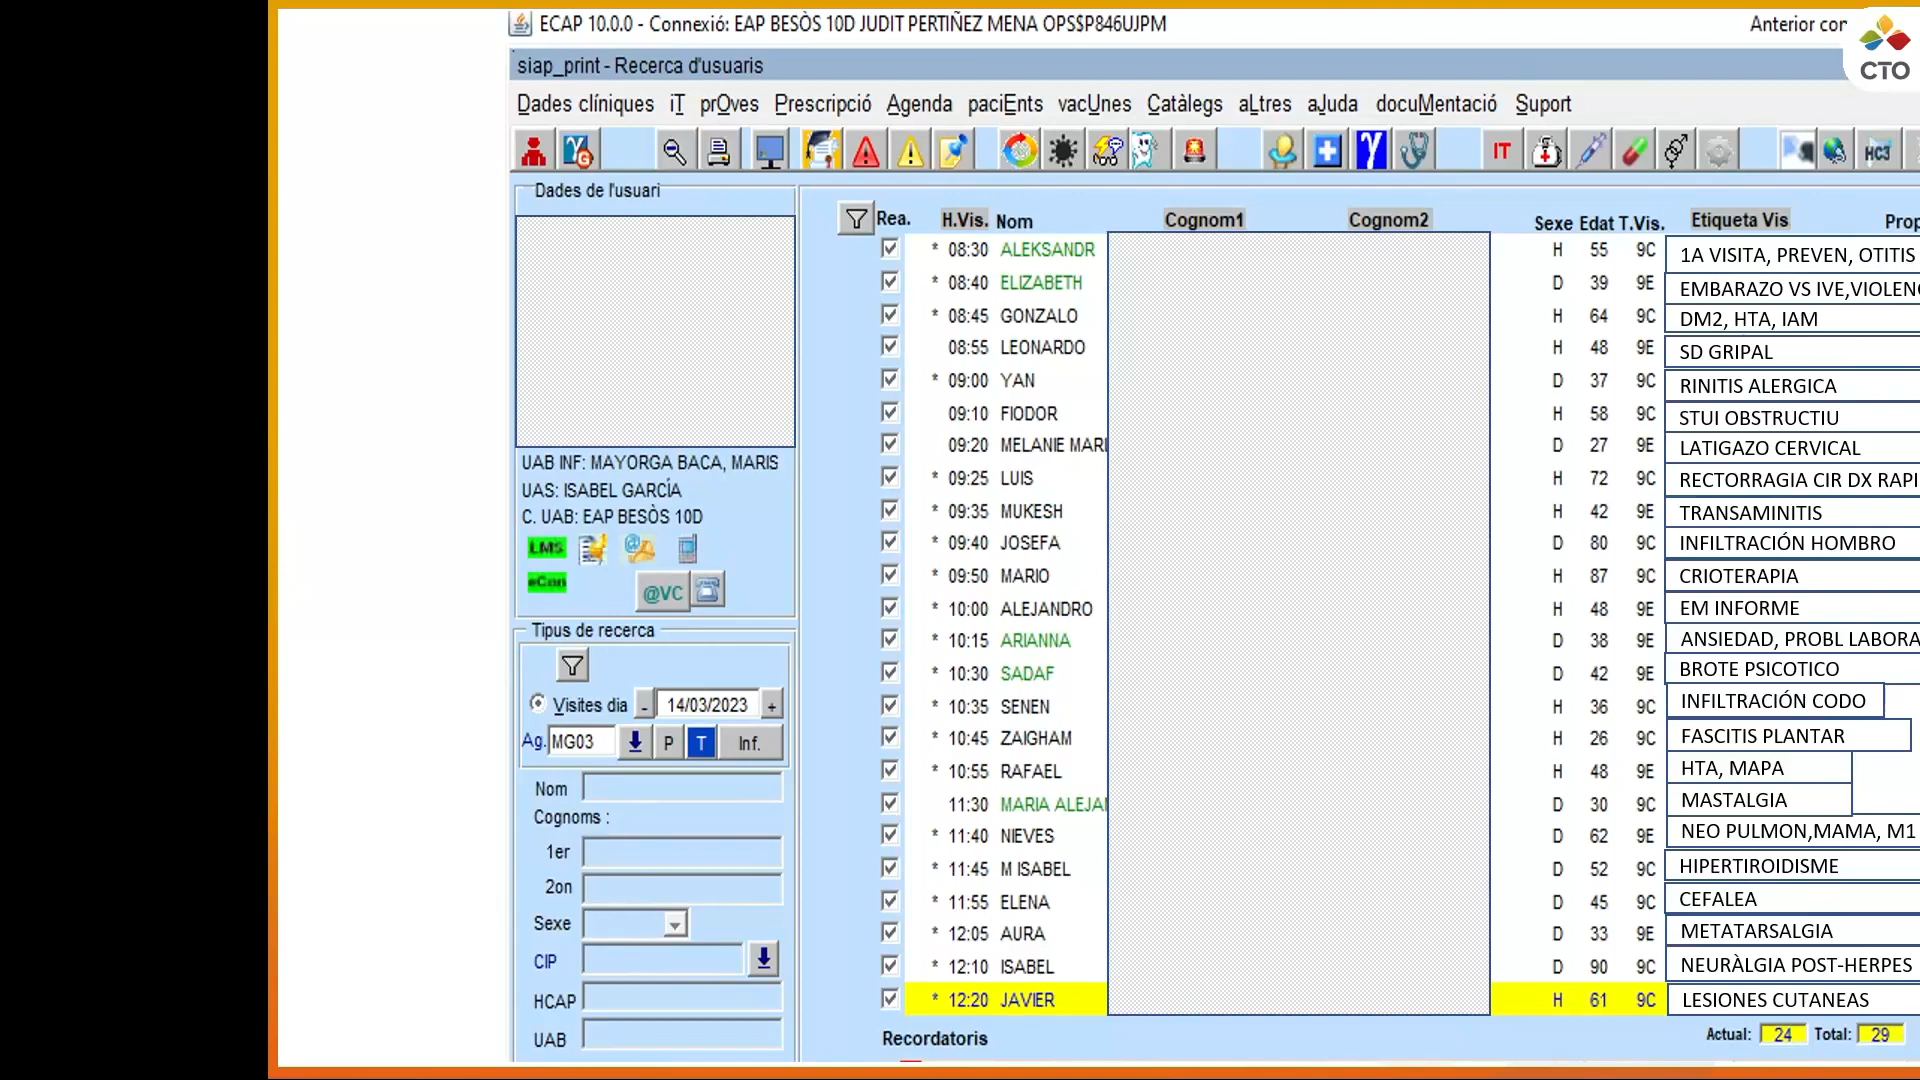 ECAP 10.0.0 - Connexió: EAP BESÒS 10D JUDIT PERTIÑEZ MENA OPS$P846UJPM
Anterior con
CTO
siap_print - Recerca d'usuaris
Dades clíniques iT prOves Prescripció Agenda paciEnts vacUnes Catàlegs aLtres aJuda docuMentació Suport
IT HC3
Dades de l'usuari
UAB INF: MAYORGA BACA, MARIS
UAS: ISABEL GARCÍA
C. UAB: EAP BESÒS 10D
LMS
eCon
@VC
Tipus de recerca
Visites dia - 14/03/2023 +
Ag. MG03 P T Inf.
Nom
Cognoms :
1er
2on
Sexe
CIP
HCAP
UAB
Rea. H.Vis. Nom Cognom1 Cognom2 Sexe Edat T.Vis. Etiqueta Vis Prop
* 08:30 ALEKSANDR H 55 9C 1A VISITA, PREVEN, OTITIS
* 08:40 ELIZABETH D 39 9E EMBARAZO VS IVE,VIOLENC
* 08:45 GONZALO H 64 9C DM2, HTA, IAM
08:55 LEONARDO H 48 9E SD GRIPAL
* 09:00 YAN D 37 9C RINITIS ALERGICA
09:10 FIODOR H 58 9C STUI OBSTRUCTIU
09:20 MELANIE MARI D 27 9E LATIGAZO CERVICAL
* 09:25 LUIS H 72 9C RECTORRAGIA CIR DX RAPI
* 09:35 MUKESH H 42 9E TRANSAMINITIS
* 09:40 JOSEFA D 80 9C INFILTRACIÓN HOMBRO
* 09:50 MARIO H 87 9C CRIOTERAPIA
* 10:00 ALEJANDRO H 48 9E EM INFORME
* 10:15 ARIANNA D 38 9E ANSIEDAD, PROBL LABORA
* 10:30 SADAF D 42 9E BROTE PSICOTICO
* 10:35 SENEN H 36 9C INFILTRACIÓN CODO
* 10:45 ZAIGHAM H 26 9C FASCITIS PLANTAR
* 10:55 RAFAEL H 48 9E HTA, MAPA
11:30 MARIA ALEJAN D 30 9C MASTALGIA
* 11:40 NIEVES D 62 9E NEO PULMON,MAMA, M1
* 11:45 M ISABEL D 52 9C HIPERTIROIDISME
* 11:55 ELENA D 45 9C CEFALEA
* 12:05 AURA D 33 9E METATARSALGIA
* 12:10 ISABEL D 90 9C NEURÀLGIA POST-HERPES
* 12:20 JAVIER H 61 9C LESIONES CUTANEAS
Recordatoris
Actual: 24 Total: 29